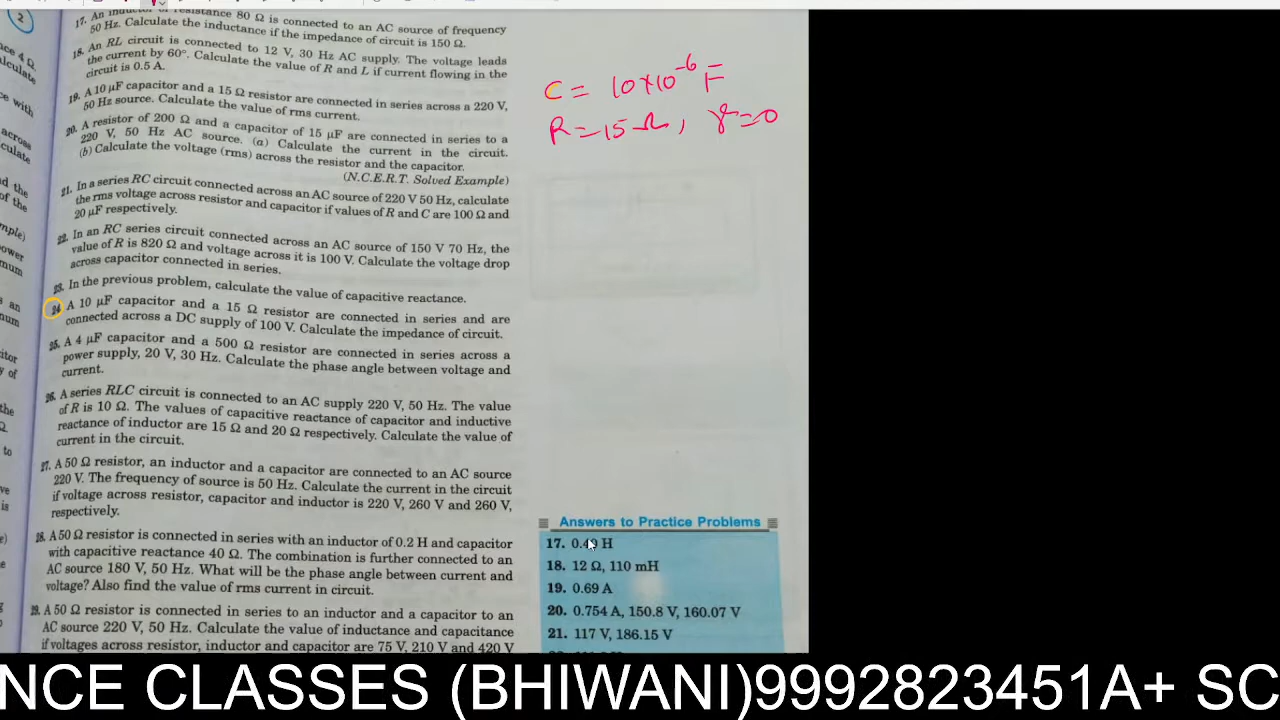 2
17. An inductor of resistance 80 Ω is connected to an AC source of frequency
50 Hz. Calculate the inductance if the impedance of circuit is 150 Ω.
18. An RL circuit is connected to 12 V, 30 Hz AC supply. The voltage leads
the current by 60°. Calculate the value of R and L if current flowing in the
circuit is 0.5 A.
19. A 10 μF capacitor and a 15 Ω resistor are connected in series across a 220 V,
50 Hz source. Calculate the value of rms current.
20. A resistor of 200 Ω and a capacitor of 15 μF are connected in series to a
220 V, 50 Hz AC source. (a) Calculate the current in the circuit.
(b) Calculate the voltage (rms) across the resistor and the capacitor.
(N.C.E.R.T. Solved Example)
21. In a series RC circuit connected across an AC source of 220 V 50 Hz, calculate
the rms voltage across resistor and capacitor if values of R and C are 100 Ω and
20 μF respectively.
22. In an RC series circuit connected across an AC source of 150 V 70 Hz, the
value of R is 820 Ω and voltage across it is 100 V. Calculate the voltage drop
across capacitor connected in series.
23. In the previous problem, calculate the value of capacitive reactance.
24. A 10 μF capacitor and a 15 Ω resistor are connected in series and are
connected across a DC supply of 100 V. Calculate the impedance of circuit.
25. A 4 μF capacitor and a 500 Ω resistor are connected in series across a
power supply, 20 V, 30 Hz. Calculate the phase angle between voltage and
current.
26. A series RLC circuit is connected to an AC supply 220 V, 50 Hz. The value
of R is 10 Ω. The values of capacitive reactance of capacitor and inductive
reactance of inductor are 15 Ω and 20 Ω respectively. Calculate the value of
current in the circuit.
27. A 50 Ω resistor, an inductor and a capacitor are connected to an AC source
220 V. The frequency of source is 50 Hz. Calculate the current in the circuit
if voltage across resistor, capacitor and inductor is 220 V, 260 V and 260 V,
respectively.
28. A 50 Ω resistor is connected in series with an inductor of 0.2 H and capacitor
with capacitive reactance 40 Ω. The combination is further connected to an
AC source 180 V, 50 Hz. What will be the phase angle between current and
voltage? Also find the value of rms current in circuit.
29. A 50 Ω resistor is connected in series to an inductor and a capacitor to an
AC source 220 V, 50 Hz. Calculate the value of inductance and capacitance
if voltages across resistor, inductor and capacitor are 75 V, 210 V and 420 V
C = 10×10⁻⁶ F
R = 15 Ω, ν = 0
Answers to Practice Problems
17. 0.40 H
18. 12 Ω, 110 mH
19. 0.69 A
20. 0.754 A, 150.8 V, 160.07 V
21. 117 V, 186.15 V
NCE CLASSES (BHIWANI)9992823451A+ SC